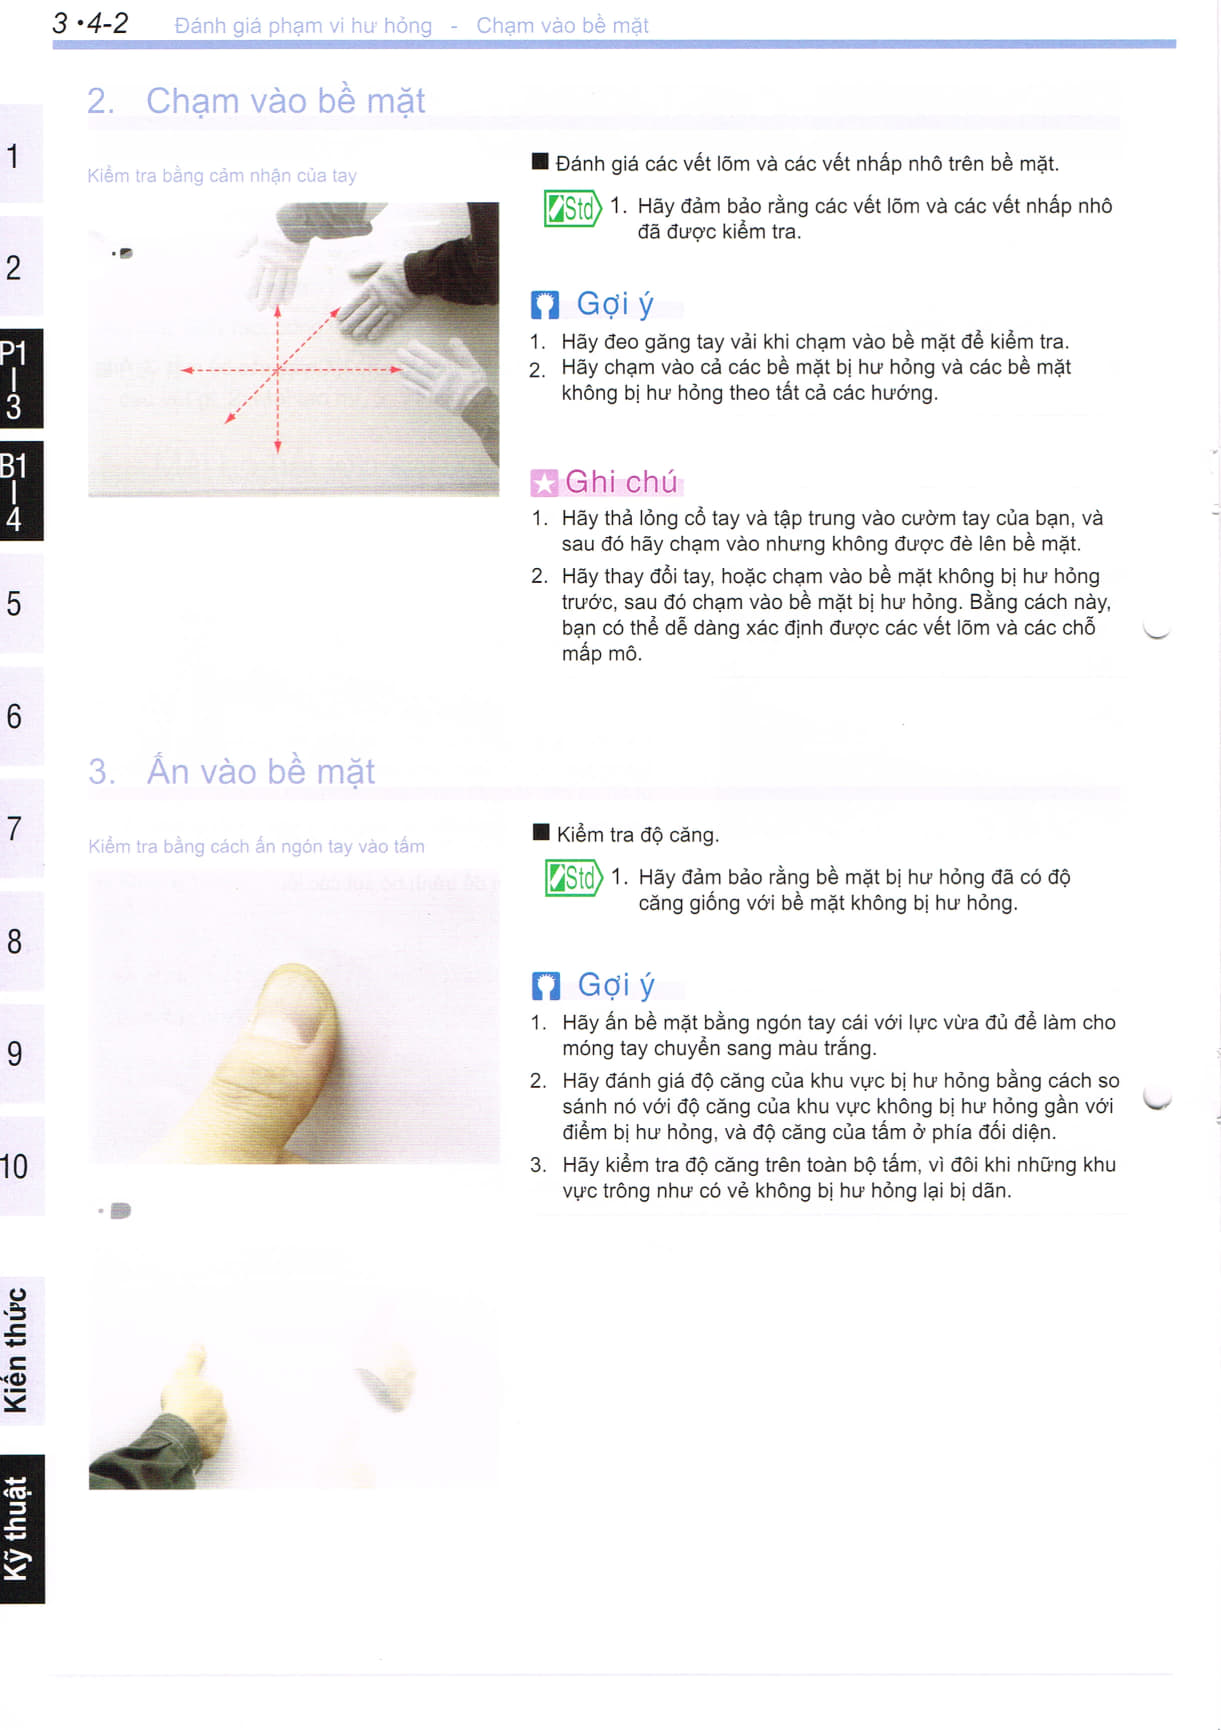 3•4-2 Đánh giá phạm vi hư hỏng - Chạm vào bề mặt
2. Chạm vào bề mặt
Kiểm tra bằng cảm nhận của tay
■ Đánh giá các vết lõm và các vết nhấp nhô trên bề mặt.
Std 1. Hãy đảm bảo rằng các vết lõm và các vết nhấp nhô
đã được kiểm tra.
Gợi ý
1. Hãy đeo găng tay vải khi chạm vào bề mặt để kiểm tra.
2. Hãy chạm vào cả các bề mặt bị hư hỏng và các bề mặt
không bị hư hỏng theo tất cả các hướng.
Ghi chú
1. Hãy thả lỏng cổ tay và tập trung vào cườm tay của bạn, và
sau đó hãy chạm vào nhưng không được đè lên bề mặt.
2. Hãy thay đổi tay, hoặc chạm vào bề mặt không bị hư hỏng
trước, sau đó chạm vào bề mặt bị hư hỏng. Bằng cách này,
bạn có thể dễ dàng xác định được các vết lõm và các chỗ
mấp mô.
3. Ấn vào bề mặt
Kiểm tra bằng cách ấn ngón tay vào tấm
■ Kiểm tra độ căng.
Std 1. Hãy đảm bảo rằng bề mặt bị hư hỏng đã có độ
căng giống với bề mặt không bị hư hỏng.
Gợi ý
1. Hãy ấn bề mặt bằng ngón tay cái với lực vừa đủ để làm cho
móng tay chuyển sang màu trắng.
2. Hãy đánh giá độ căng của khu vực bị hư hỏng bằng cách so
sánh nó với độ căng của khu vực không bị hư hỏng gần với
điểm bị hư hỏng, và độ căng của tấm ở phía đối diện.
3. Hãy kiểm tra độ căng trên toàn bộ tấm, vì đôi khi những khu
vực trông như có vẻ không bị hư hỏng lại bị dãn.
1
2
P1
3
B1
4
5
6
7
8
9
10
Kiến thức
Kỹ thuật